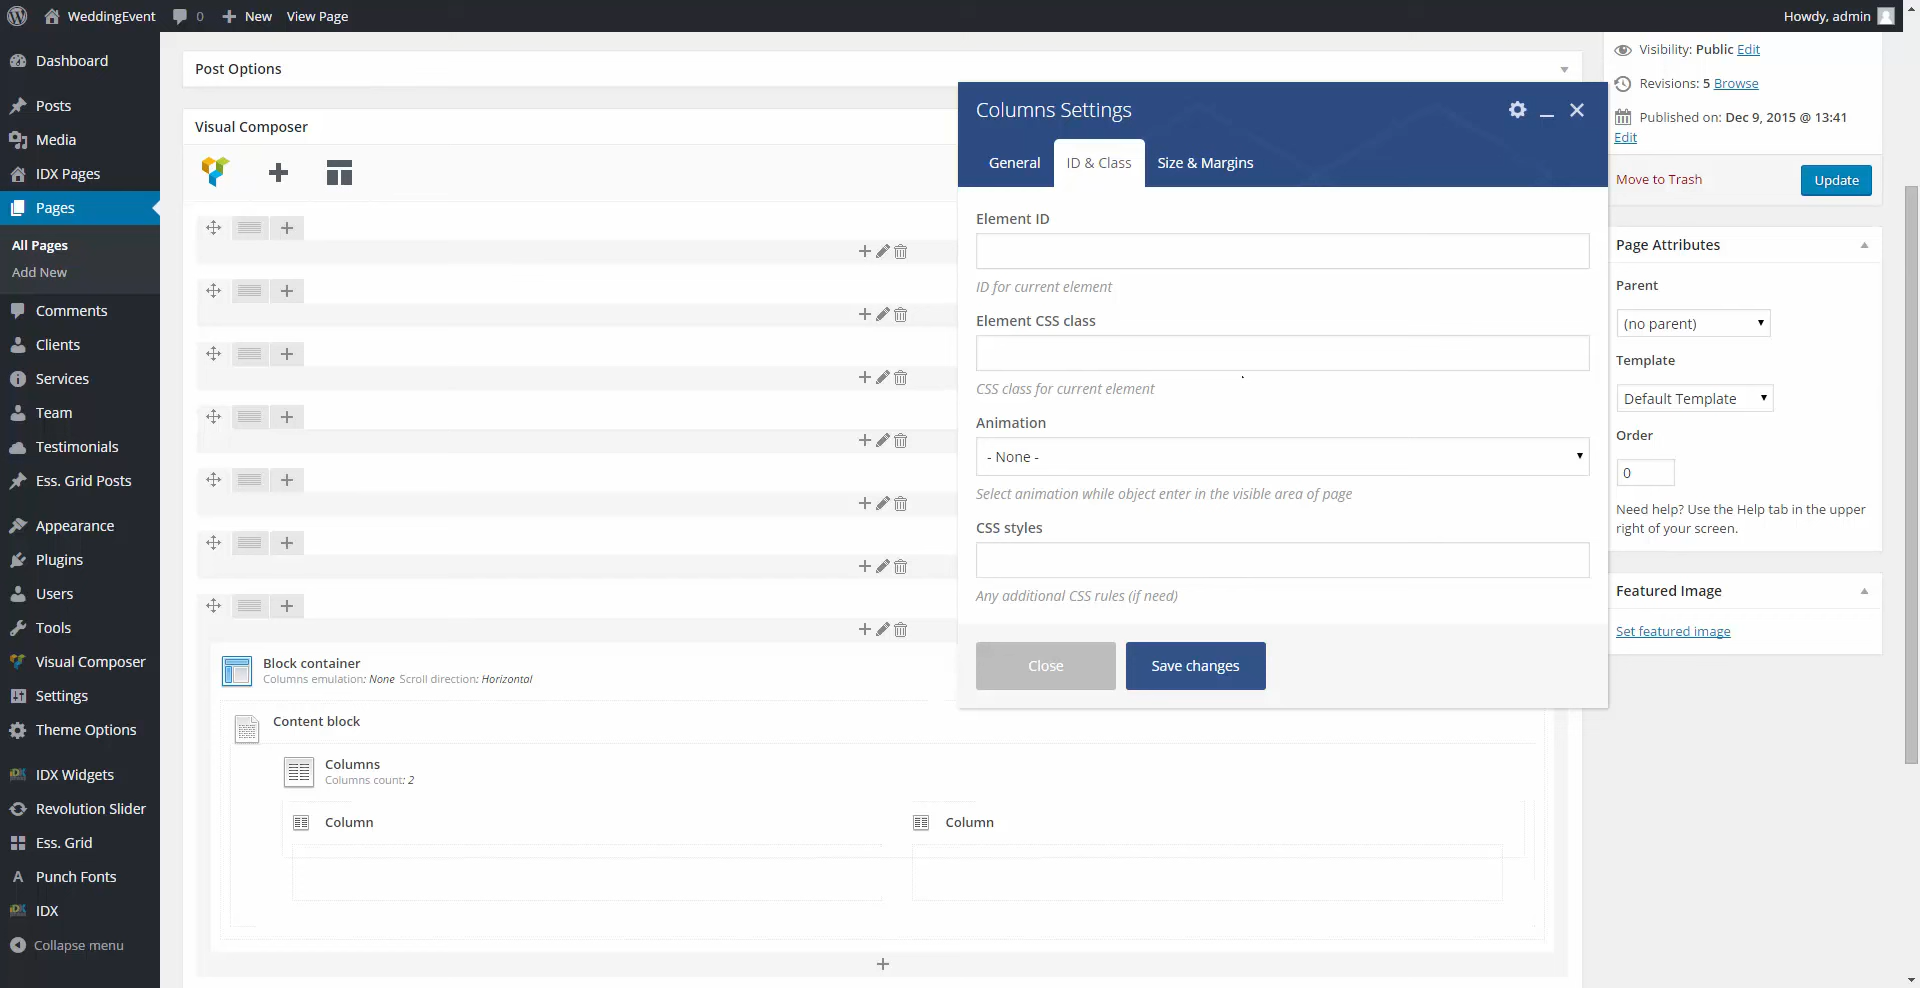 WeddingEvent 0 New View Page Howdy, admin
Dashboard
Posts
Media
IDX Pages
Pages
All Pages
Add New
Comments
Clients
Services
Team
Testimonials
Ess. Grid Posts
Appearance
Plugins
Users
Tools
Visual Composer
Settings
Theme Options
IDX Widgets
Revolution Slider
Ess. Grid
Punch Fonts
IDX
Collapse menu
Post Options
Visual Composer
Block container
Columns emulation: None Scroll direction: Horizontal
Content block
Columns
Columns count: 2
Column Column
Columns Settings
General ID & Class Size & Margins
Element ID
ID for current element
Element CSS class
CSS class for current element
Animation
- None -
Select animation while object enter in the visible area of page
CSS styles
Any additional CSS rules (if need)
Close Save changes
Visibility: Public Edit
Revisions: 5 Browse
Published on: Dec 9, 2015 @ 13:41
Edit
Move to Trash Update
Page Attributes
Parent
(no parent)
Template
Default Template
Order
0
Need help? Use the Help tab in the upper
right of your screen.
Featured Image
Set featured image